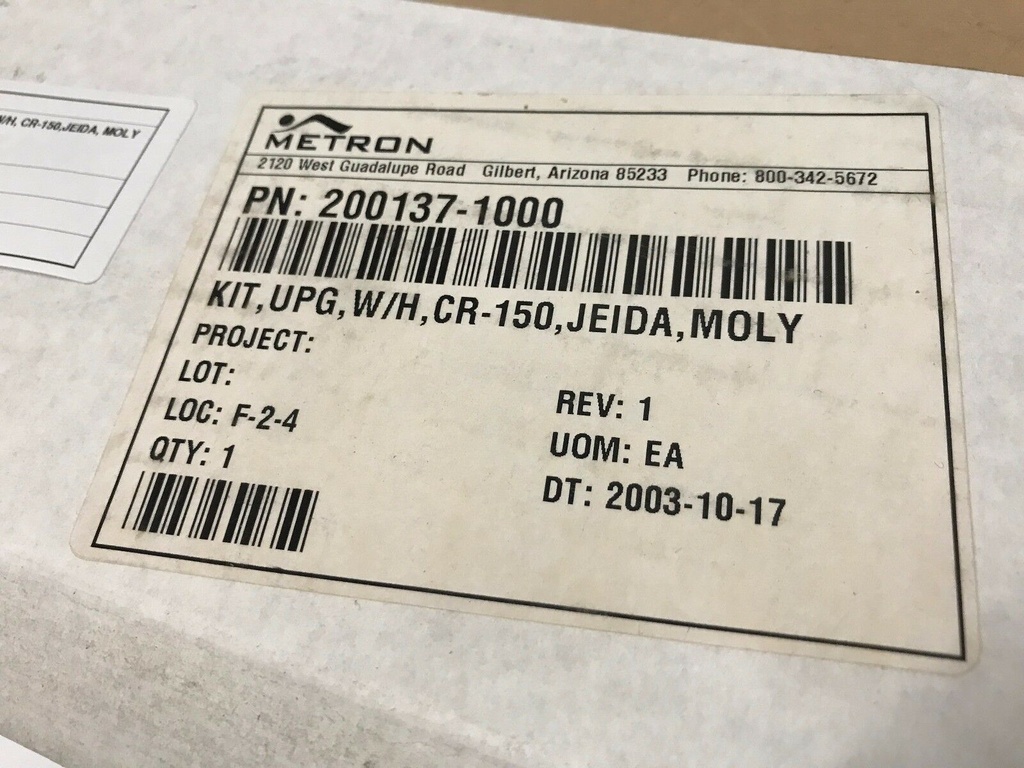 W/H, CR-150,JEIDA, MOLY
METRON
2120 West Guadalupe Road Gilbert, Arizona 85233 Phone: 800-342-5672
PN: 200137-1000
KIT,UPG,W/H,CR-150,JEIDA,MOLY
PROJECT:
LOT:
LOC: F-2-4
QTY: 1
REV: 1
UOM: EA
DT: 2003-10-17